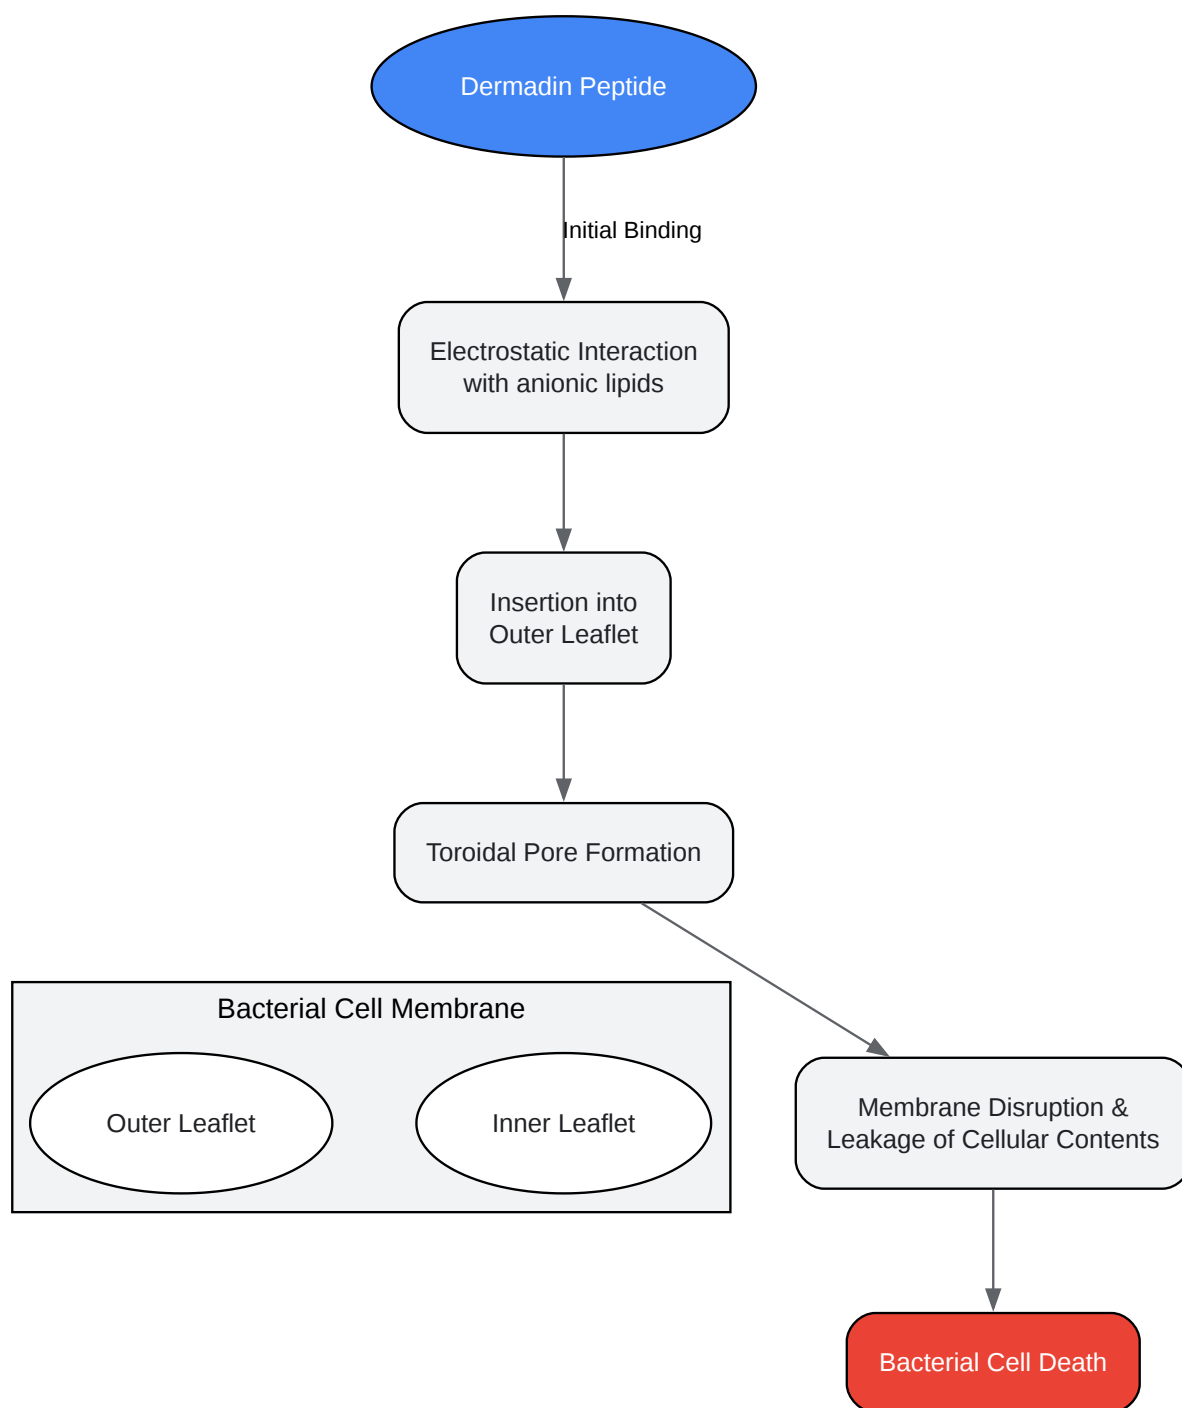 Dermadin Peptide
Initial Binding
Electrostatic Interaction
with anionic lipids
Insertion into
Outer Leaflet
Toroidal Pore Formation
Bacterial Cell Membrane
Outer Leaflet
Inner Leaflet
Membrane Disruption &
Leakage of Cellular Contents
Bacterial Cell Death